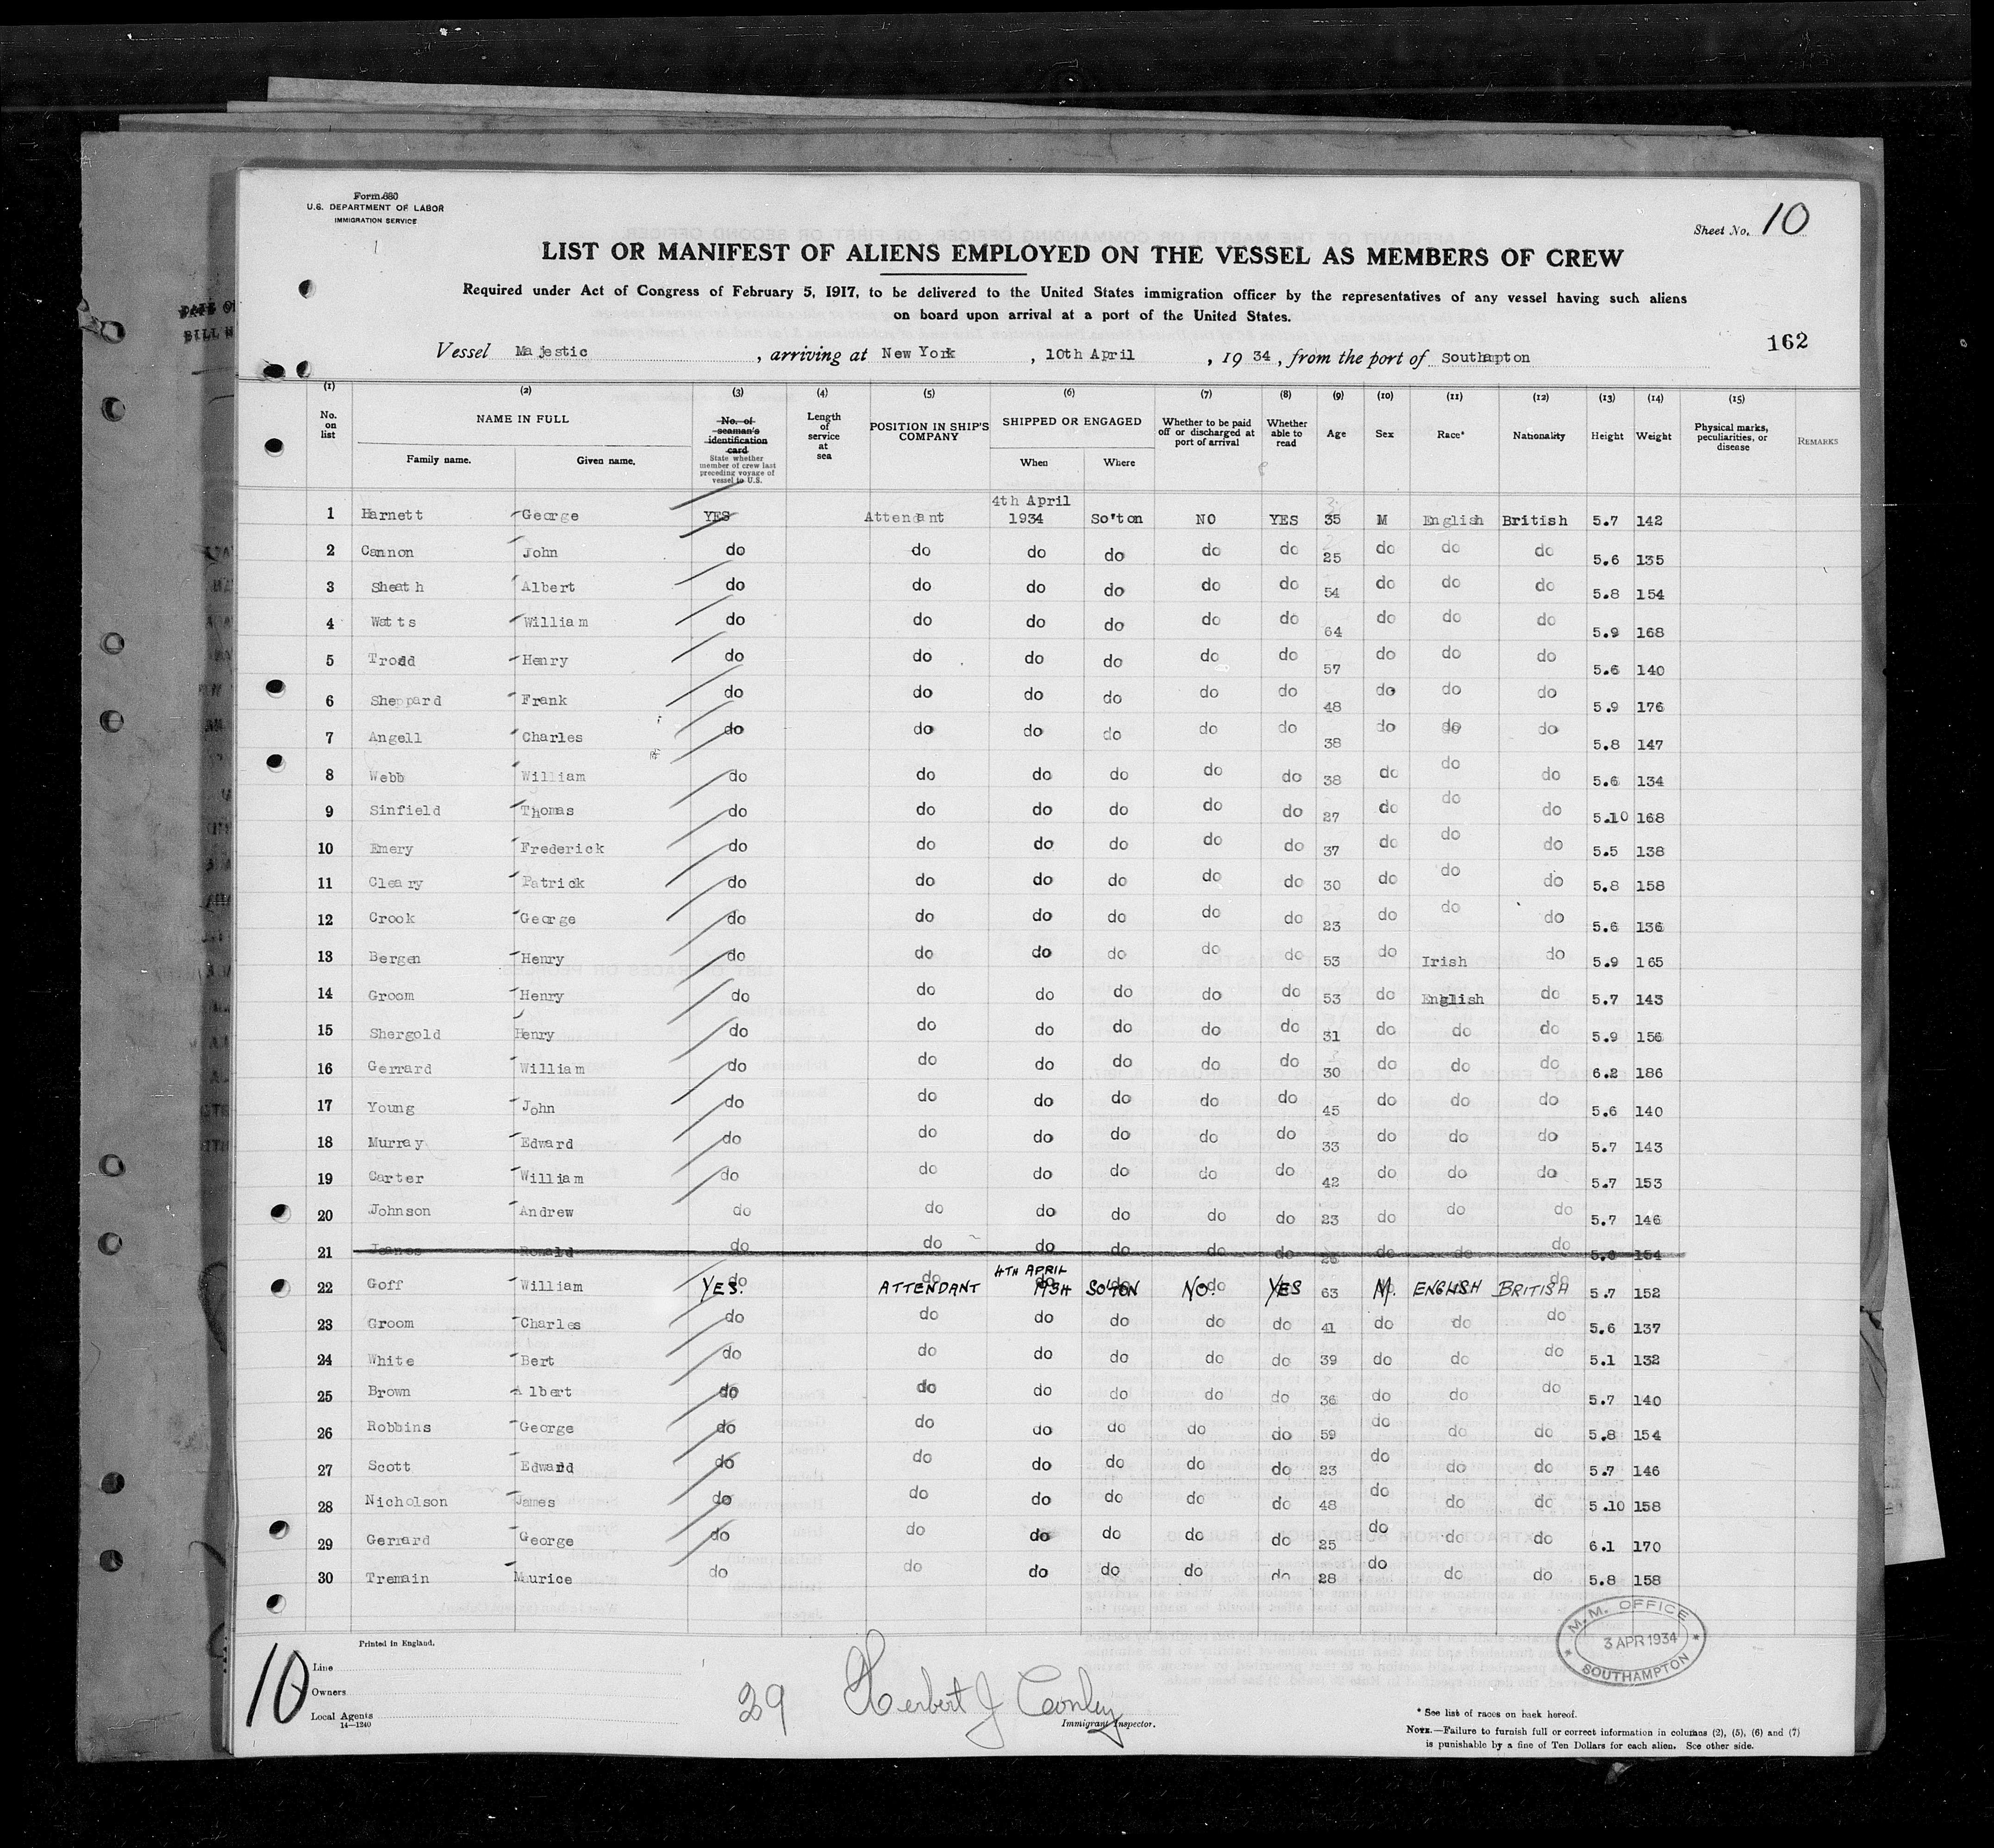 Form 680
U.S. DEPARTMENT OF LABOR
IMMIGRATION SERVICE
Sheet No. 10
LIST OR MANIFEST OF ALIENS EMPLOYED ON THE VESSEL AS MEMBERS OF CREW
Required under Act of Congress of February 5, 1917, to be delivered to the United States immigration officer by the representatives of any vessel having such aliens
on board upon arrival at a port of the United States.
162
Vessel Majestic, arriving at New York, 10th April, 19 34, from the port of Southampton
(1) (2) (3) (4) (5) (6) (7) (8) (9) (10) (11) (12) (13) (14) (15)
No. on list NAME IN FULL Family name. Given name. No. of seaman's identification card State whether member of crew last preceding voyage of vessel to U.S. Length of service at sea POSITION IN SHIP'S COMPANY SHIPPED OR ENGAGED When Where Whether to be paid off or discharged at port of arrival Whether able to read Age Sex Race* Nationality Height Weight Physical marks, peculiarities, or disease REMARKS
1 Harnett George YES Attendant 4th April 1934 So'ton NO YES 35 M English British 5.7 142
2 Cannon John do do do do do do 25 do do do 5.6 135
3 Sheath Albert do do do do do do 54 do do do 5.8 154
4 Watts William do do do do do do 64 do do do 5.9 168
5 Trodd Henry do do do do do do 57 do do do 5.6 140
6 Sheppard Frank do do do do do do 48 do do do 5.9 176
7 Angell Charles do do do do do do 38 do do do 5.8 147
8 Webb William do do do do do do 38 do do do 5.6 134
9 Sinfield Thomas do do do do do do 27 do do do 5.10 168
10 Emery Frederick do do do do do do 37 do do do 5.5 138
11 Cleary Patrick do do do do do do 30 do do do 5.8 158
12 Crook George do do do do do do 23 do do do 5.6 136
13 Bergen Henry do do do do do do 53 do Irish do 5.9 165
14 Groom Henry do do do do do do 53 do English do 5.7 143
15 Shergold Henry do do do do do do 31 do do do 5.9 156
16 Gerrard William do do do do do do 30 do do do 6.2 186
17 Young John do do do do do do 45 do do do 5.6 140
18 Murray Edward do do do do do do 33 do do do 5.7 143
19 Carter William do do do do do do 42 do do do 5.7 153
20 Johnson Andrew do do do do do do 23 do do do 5.7 146
21 Ronald do do do do do do do do do 154
22 Goff William YES. ATTENDANT 4TH APRIL 1934 SO'TON NO. YES 63 M. ENGLISH BRITISH 5.7 152
23 Groom Charles do do do do do do 41 do do do 5.6 137
24 White Bert do do do do do do 39 do do do 5.1 132
25 Brown Albert do do do do do do 36 do do do 5.7 140
26 Robbins George do do do do do do 59 do do do 5.8 154
27 Scott Edward do do do do do do 23 do do do 5.7 146
28 Nicholson James do do do do do do 48 do do do 5.10 158
29 Gerrard George do do do do do do 25 do do do 6.1 170
30 Tremain Maurice do do do do do do 28 do do do 5.8 158
M.M. OFFICE
3 APR 1934
SOUTHAMPTON
Printed in England.
10
Line
Owners
Local Agents
14—1240
29
Herbert J Conley
Immigrant Inspector.
* See list of races on back hereof.
NOTE.—Failure to furnish full or correct information in columns (2), (5), (6) and (7)
is punishable by a fine of Ten Dollars for each alien. See other side.